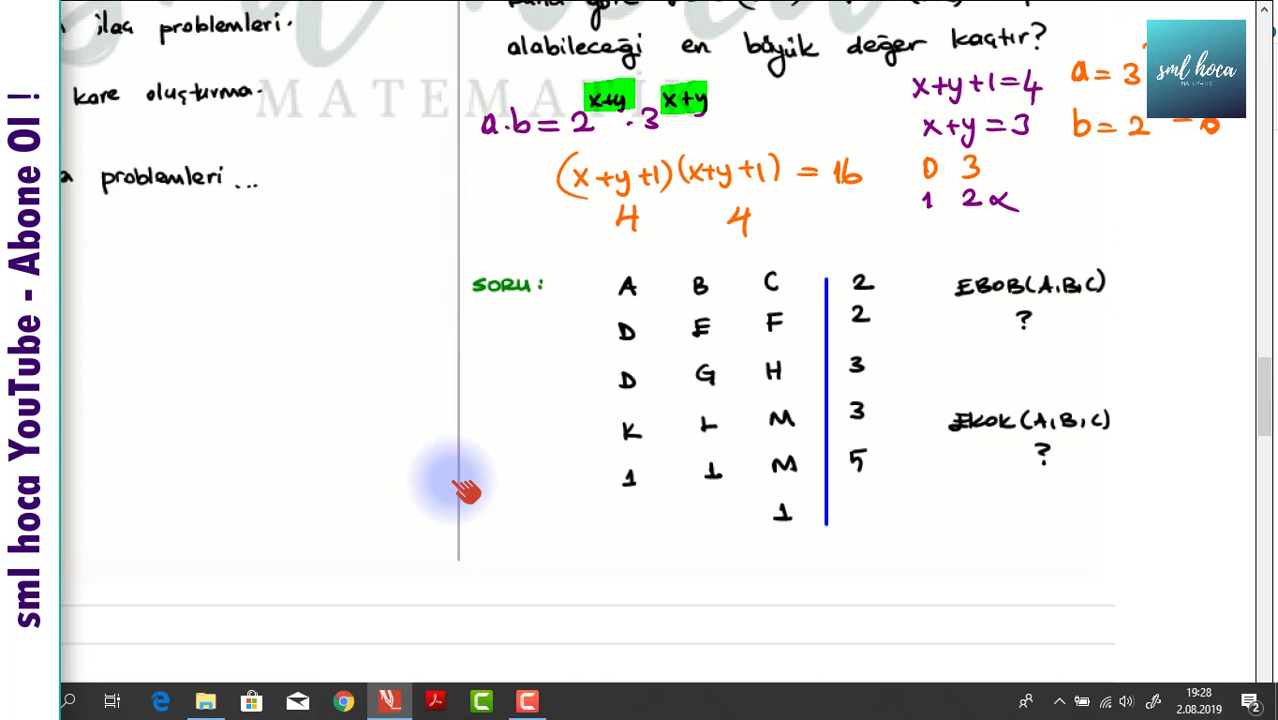 ilaç problemleri.
kare oluşturma.
problemleri ...
alabileceği en büyük değer kaçtır?
MATEMATİK
a.b = 2^x+y . 3^x+y
(x+y+1)(x+y+1) = 16
4 4
x+y+1=4
x+y=3
0 3
1 2
a = 3
b = 2
SORU:
A B C 2
D E F 2
D G H 3
K L M 3
1 1 M 5
1
EBOB(A,B,C)
?
EKOK(A,B,C)
?
sml hoca
sml hoca YouTube - Abone Ol !
19:28
2.08.2019
2